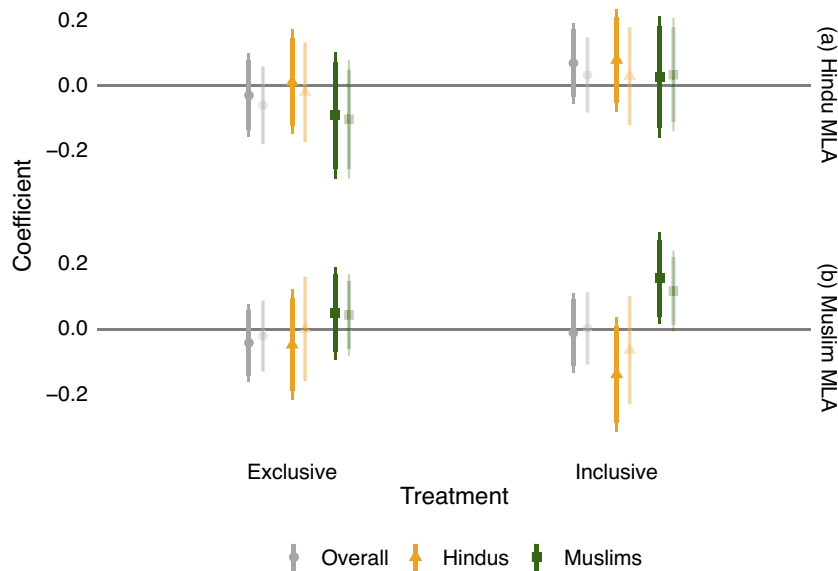 0.2
0.0
−0.2
(a) Hindu MLA
Coefficient
0.2
0.0
−0.2
(b) Muslim MLA
Exclusive
Inclusive
Treatment
Overall
Hindus
Muslims